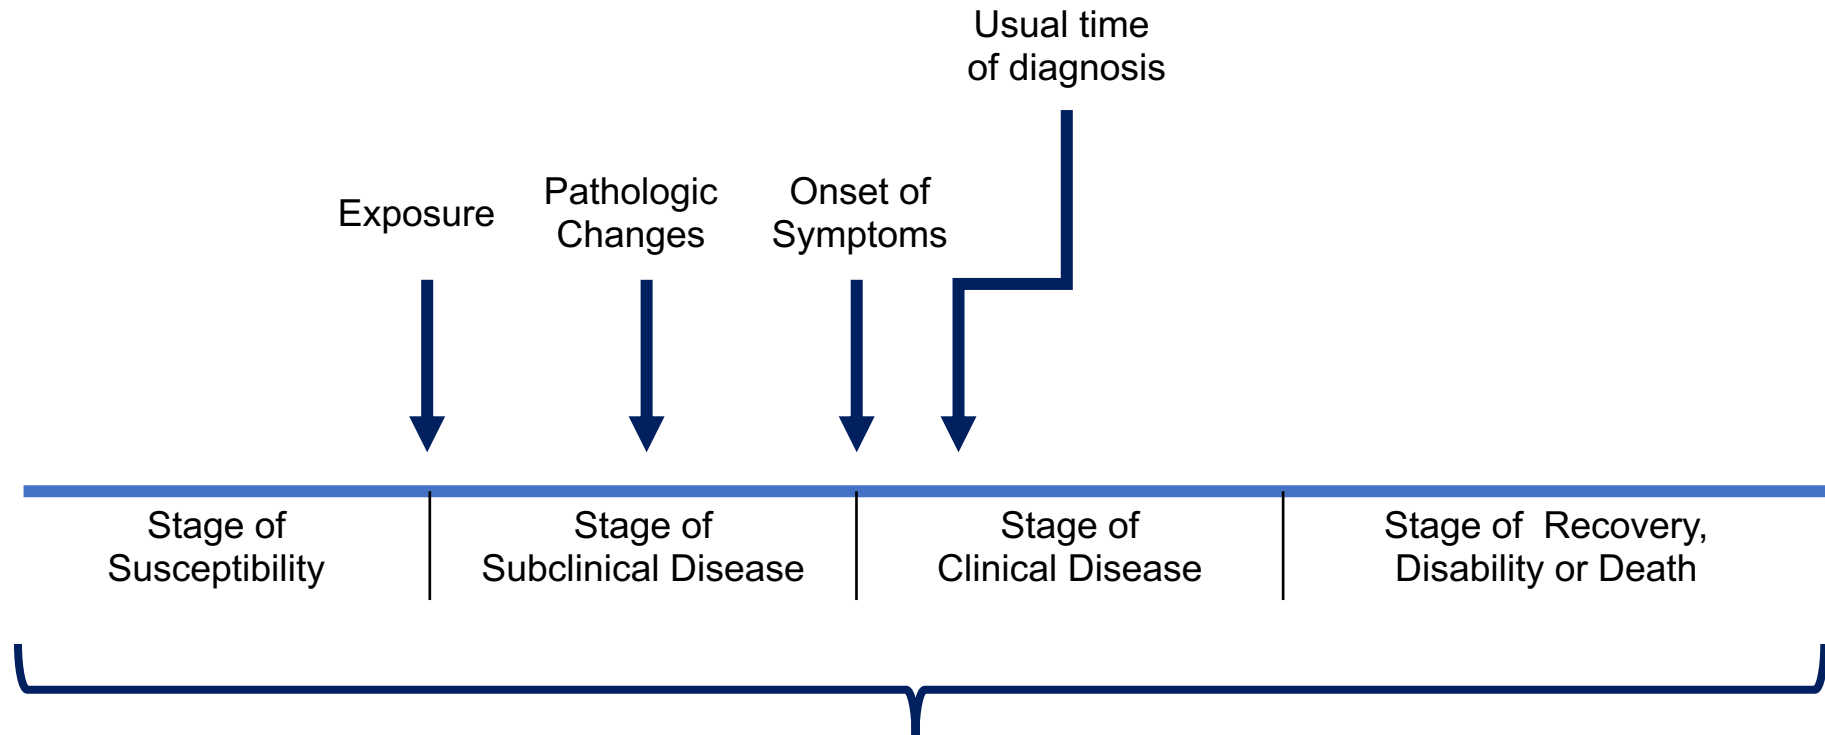 Usual time
of diagnosis
Exposure
Pathologic
Changes
Onset of
Symptoms
Stage of
Susceptibility
Stage of
Subclinical Disease
Stage of
Clinical Disease
Stage of  Recovery,
Disability or Death